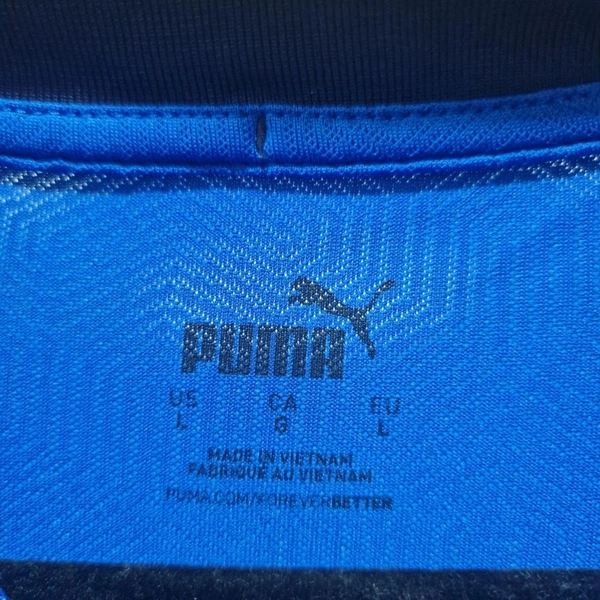 PUMA
US CA EU
L G L
MADE IN VIETNAM
FABRIQUÉ AU VIETNAM
PUMA.COM/FOREVERBETTER